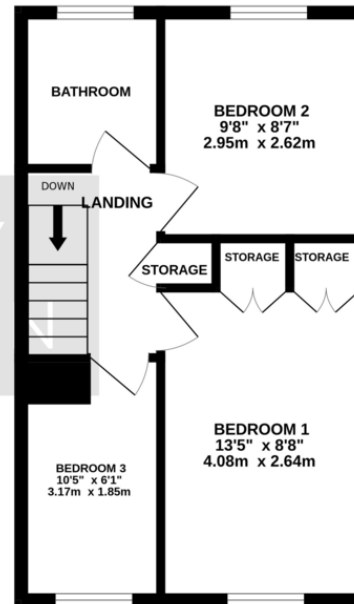 BATHROOM
BEDROOM 2
9'8" x 8'7"
2.95m x 2.62m
DOWN
LANDING
STORAGE
STORAGE
STORAGE
BEDROOM 1
13'5" x 8'8"
4.08m x 2.64m
BEDROOM 3
10'5" x 6'1"
3.17m x 1.85m